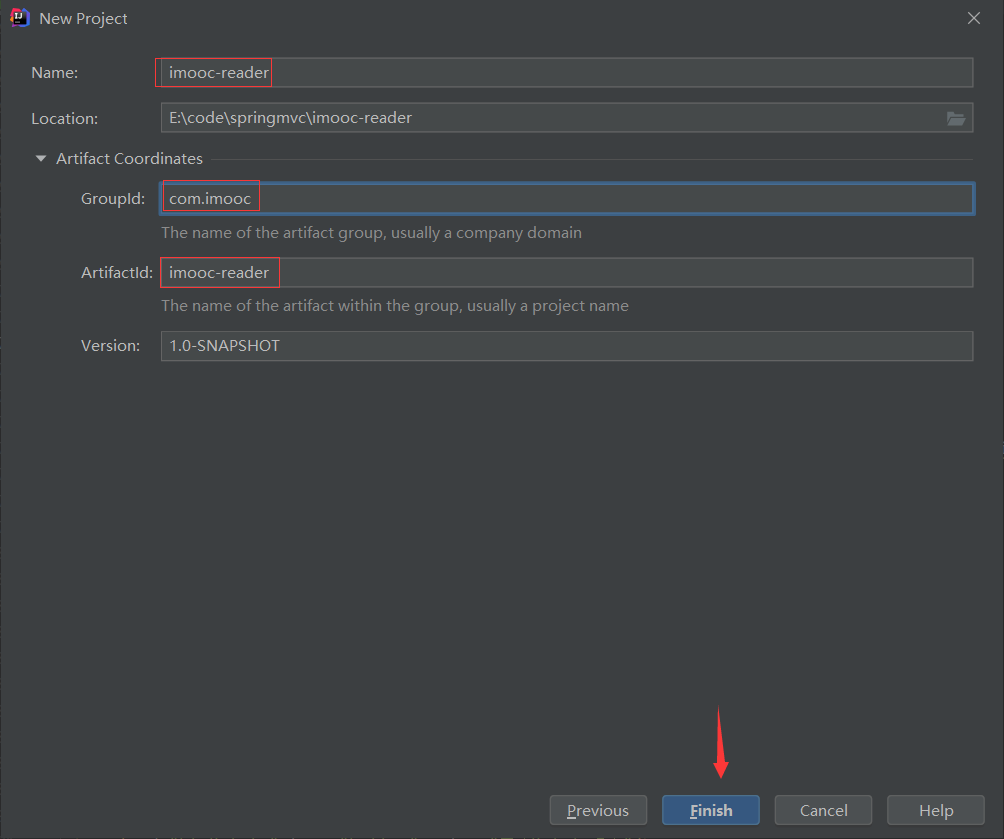 New Project
Name: imooc-reader
Location: E:\code\springmvc\imooc-reader
Artifact Coordinates
GroupId: com.imooc
The name of the artifact group, usually a company domain
ArtifactId: imooc-reader
The name of the artifact within the group, usually a project name
Version: 1.0-SNAPSHOT
Previous Finish Cancel Help